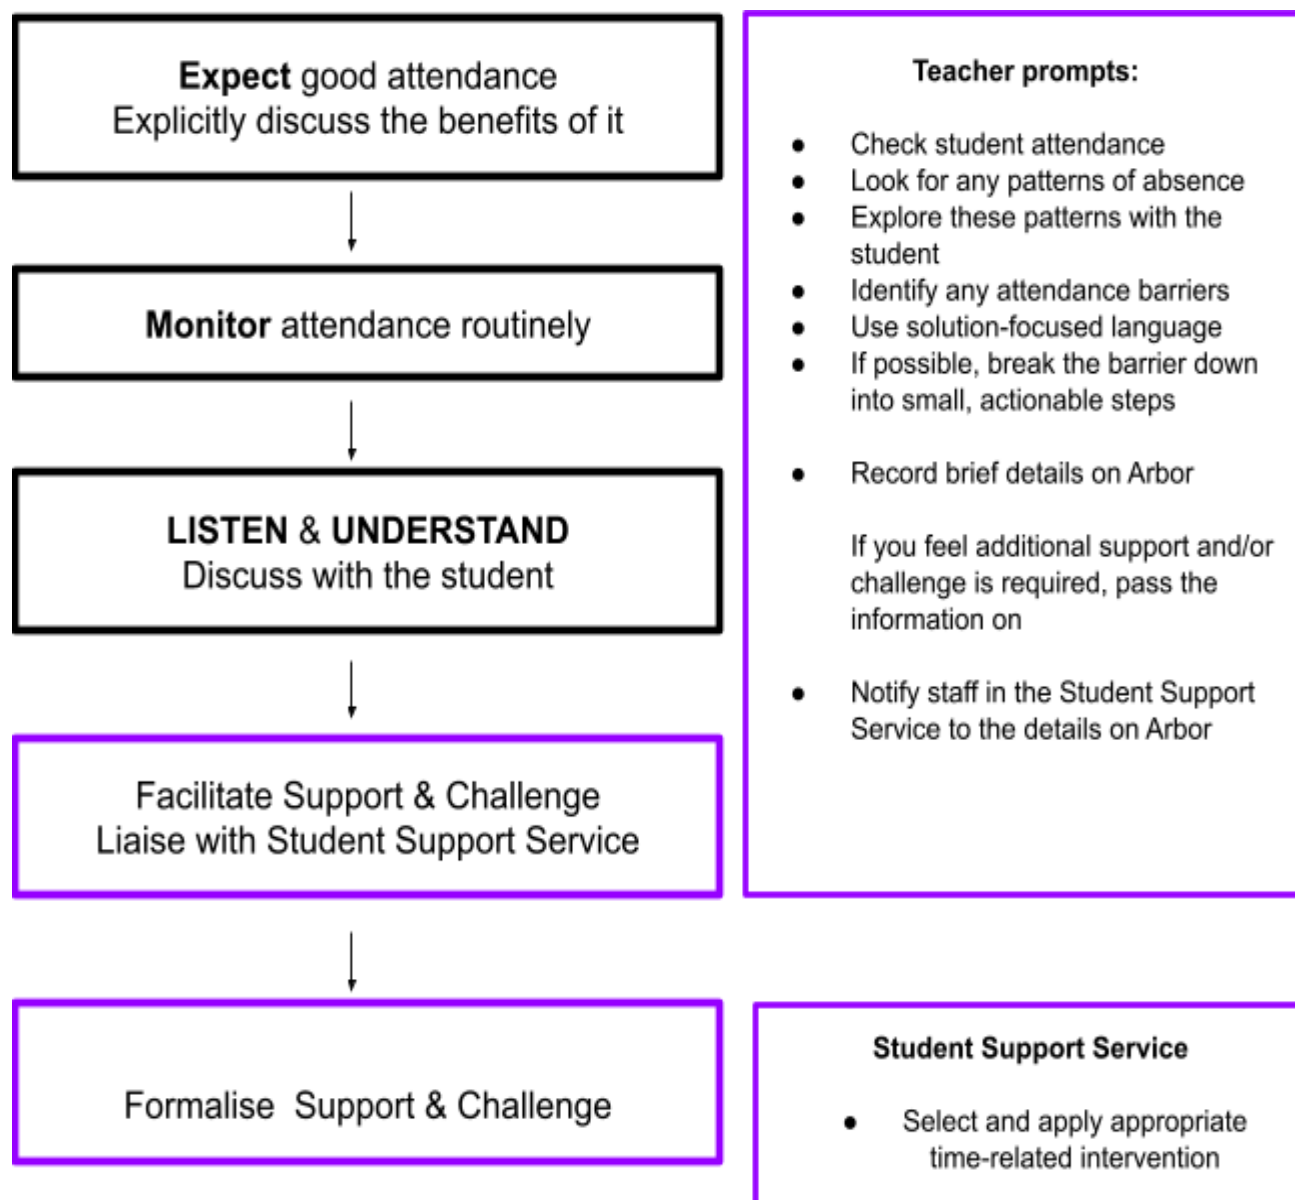 Expect good attendance
Explicitly discuss the benefits of it
Monitor attendance routinely
LISTEN & UNDERSTAND
Discuss with the student
Facilitate Support & Challenge
Liaise with Student Support Service
Formalise Support & Challenge
Teacher prompts:
● Check student attendance
● Look for any patterns of absence
● Explore these patterns with the
student
● Identify any attendance barriers
● Use solution-focused language
● If possible, break the barrier down
into small, actionable steps
● Record brief details on Arbor
If you feel additional support and/or
challenge is required, pass the
information on
● Notify staff in the Student Support
Service to the details on Arbor
Student Support Service
● Select and apply appropriate
time-related intervention